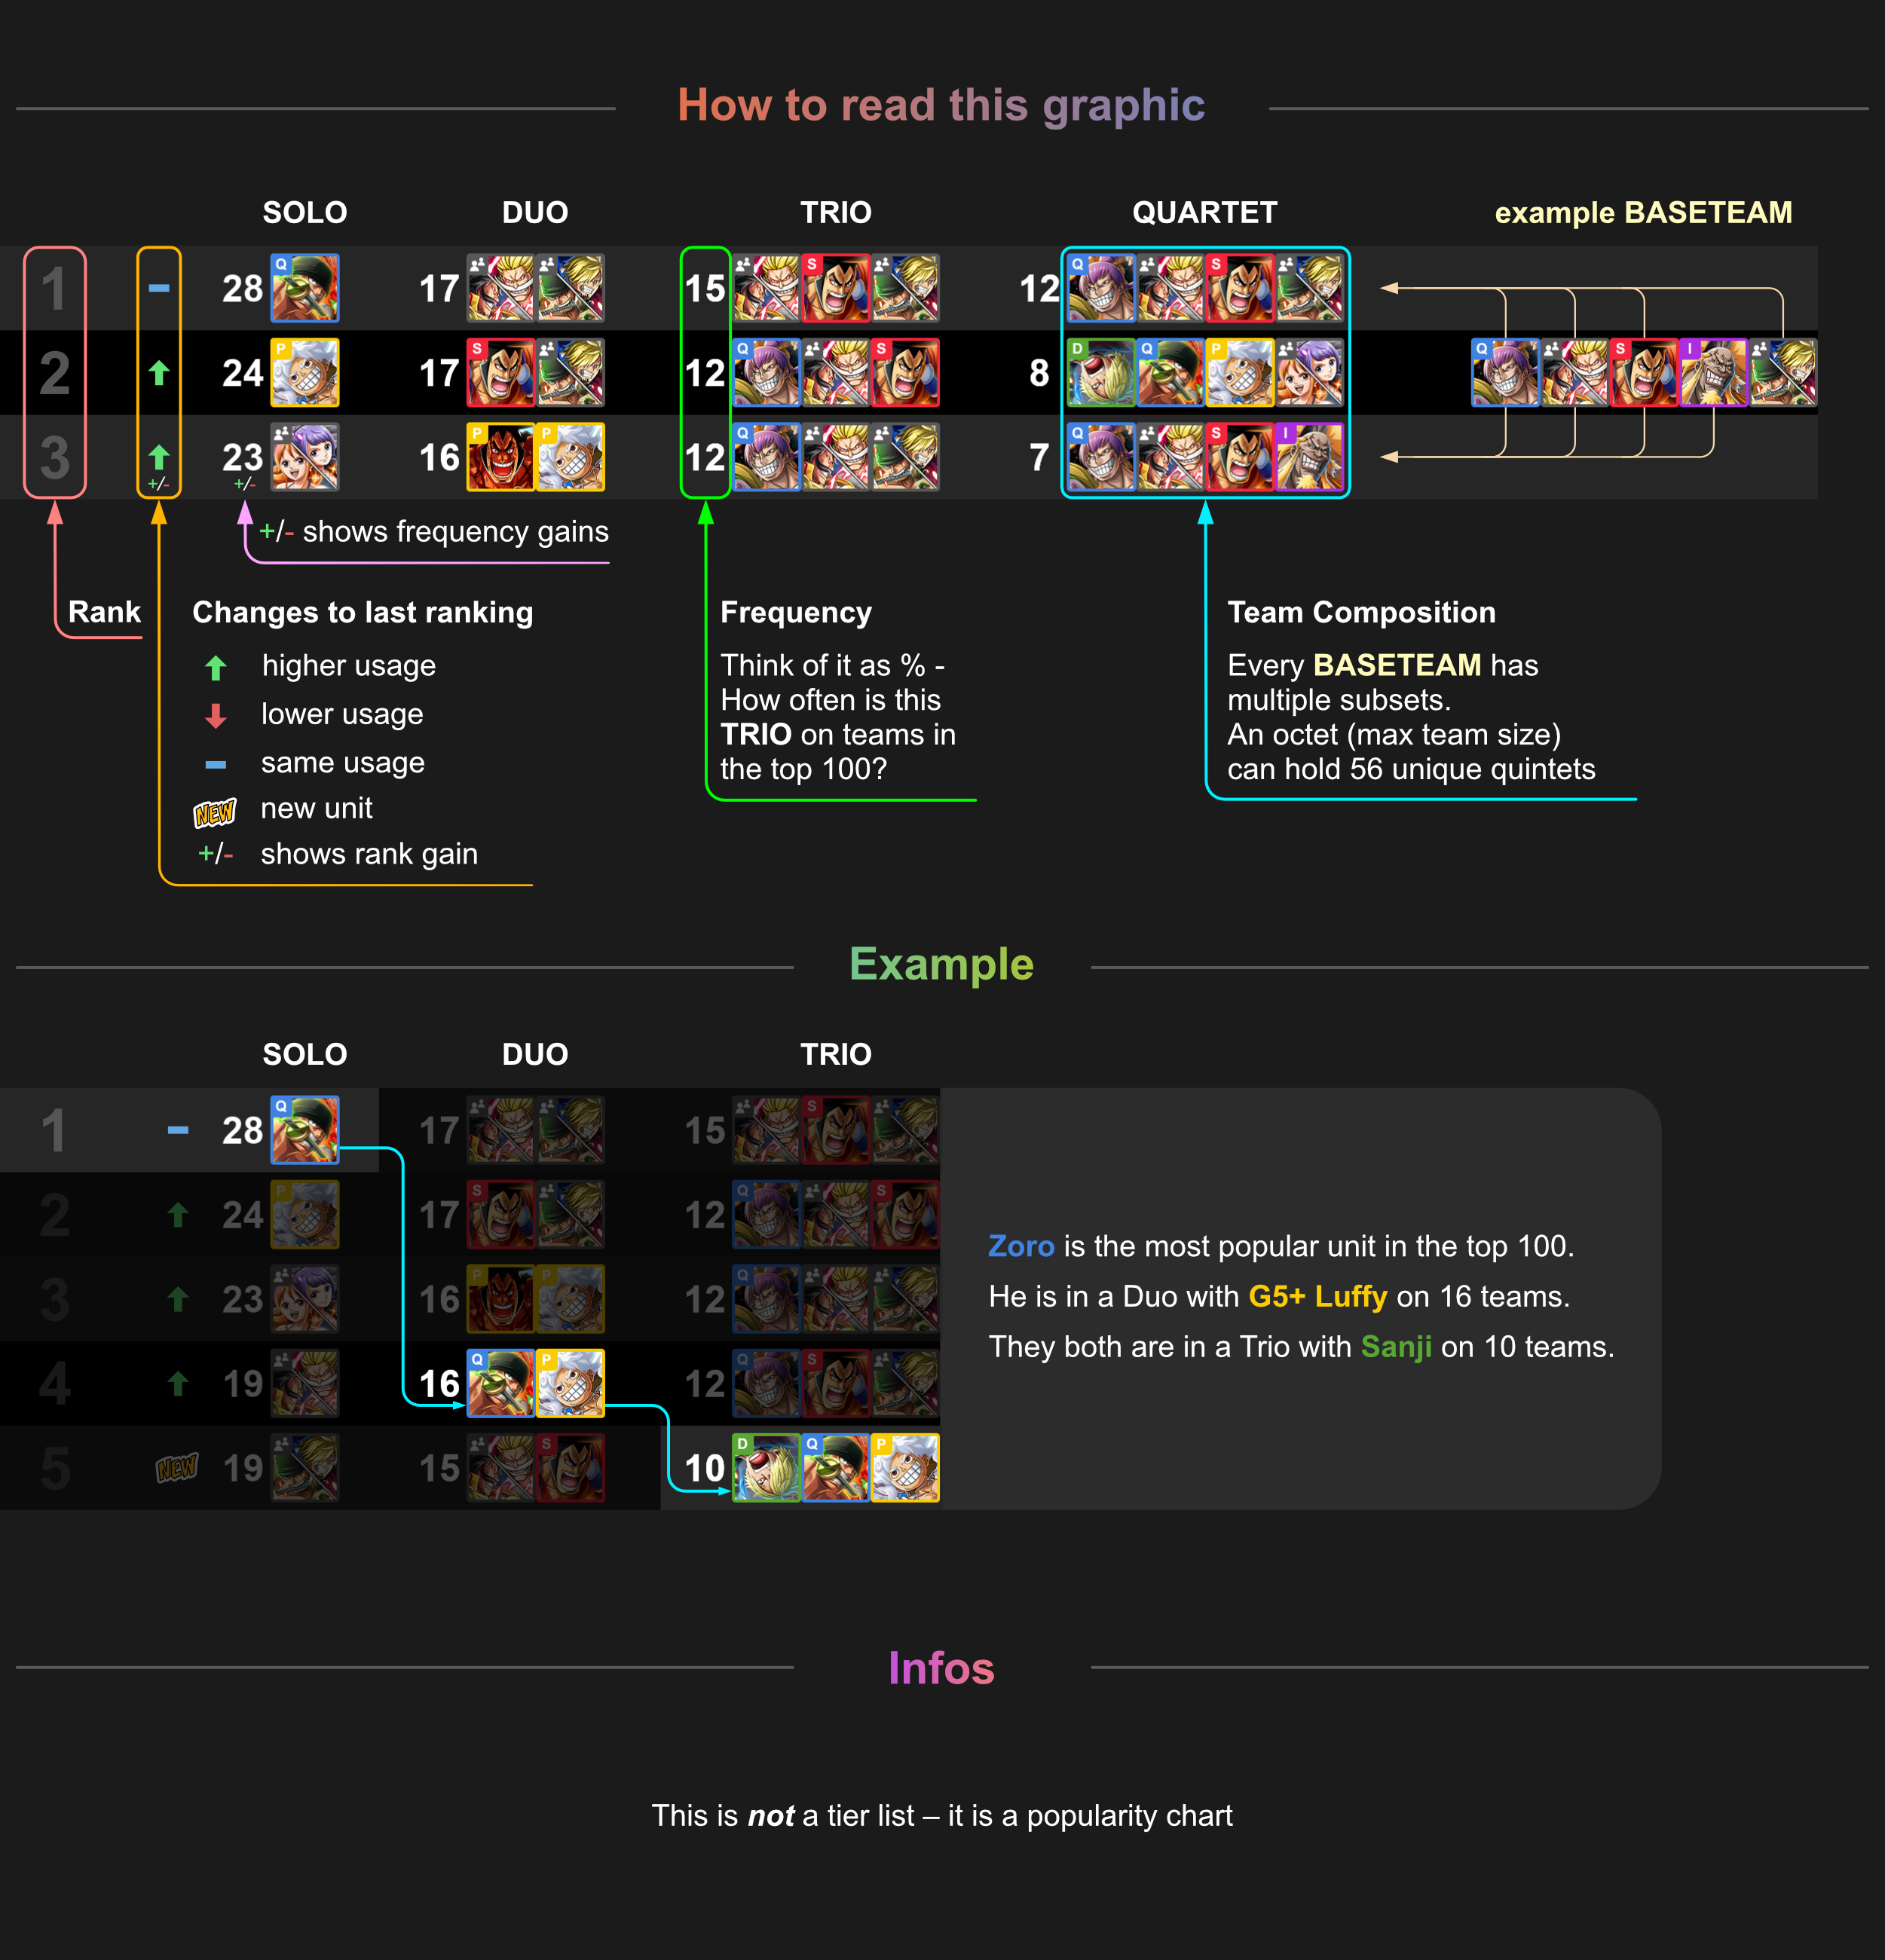 How to read this graphic
SOLO DUO TRIO QUARTET example BASETEAM
1 28 Q 17 15 S 12 Q S
2 P 24 S 17 12 Q S 8 D Q P Q S I
3 +/- 23 +/- 16 P P 12 Q 7 Q S I
+/- shows frequency gains
Rank
Changes to last ranking
higher usage
lower usage
same usage
NEW new unit
+/- shows rank gain
Frequency
Think of it as % -
How often is this
TRIO on teams in
the top 100?
Team Composition
Every BASETEAM has
multiple subsets.
An octet (max team size)
can hold 56 unique quintets
Example
SOLO DUO TRIO
1 28 Q 17 15 S
2 24 P 17 S 12 Q S
3 23 16 P P 12 Q
4 19 16 Q P 12 Q S
5 NEW 19 15 S 10 D Q P
Zoro is the most popular unit in the top 100.
He is in a Duo with G5+ Luffy on 16 teams.
They both are in a Trio with Sanji on 10 teams.
Infos
This is not a tier list – it is a popularity chart